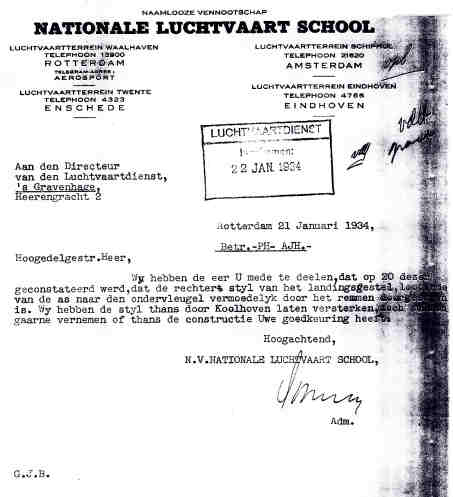 NAAMLOOZE VENNOOTSCHAP
NATIONALE LUCHTVAART SCHOOL
LUCHTVAARTTERREIN WAALHAVEN
TELEPHOON 13900
ROTTERDAM
TELEGRAM-ADRES:
AEROSPORT
LUCHTVAARTTERREIN TWENTE
TELEPHOON 4323
ENSCHEDE
LUCHTVAARTTERREIN SCHIPHOL
TELEPHOON 21620
AMSTERDAM
LUCHTVAARTTERREIN EINDHOVEN
TELEPHOON 4766
EINDHOVEN
LUCHTVAARTDIENST
22 JAN. 1934
Aan den Directeur
van den Luchtvaartdienst,
's Gravenhage,
Heerengracht 2
Rotterdam 21 Januari 1934,
Betr.-PH- AJH.-
Hoogedelgestr.Heer,
Wy hebben de eer U mede te deelen,dat op 20 dezer
geconstateerd werd,dat de rechter styl van het landingsgestel,
van de as naar den ondervleugel vermoedelyk door het remmen
is. Wy hebben de styl thans door Koolhoven laten versterken,
gaarne vernemen of thans de constructie Uwe goedkeuring heeft.
Hoogachtend,
N.V.NATIONALE LUCHTVAART SCHOOL,
Adm.
G.J.B.